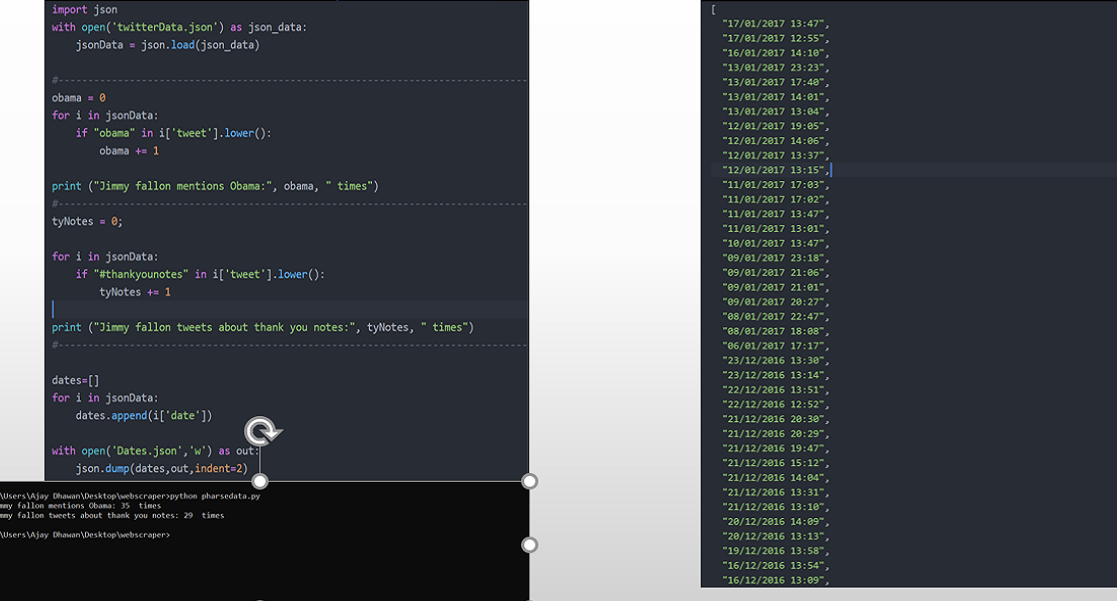 import json
with open('twitterData.json') as json_data:
    jsonData = json.load(json_data)
#------------------------------------------------------------------------------
obama = 0
for i in jsonData:
    if "obama" in i['tweet'].lower():
        obama += 1
print ("Jimmy fallon mentions Obama:", obama, " times")
#------------------------------------------------------------------------------
tyNotes = 0;
for i in jsonData:
    if "#thankyounotes" in i['tweet'].lower():
        tyNotes += 1
print ("Jimmy fallon tweets about thank you notes:", tyNotes, " times")
#------------------------------------------------------------------------------
dates=[]
for i in jsonData:
    dates.append(i['date'])
with open('Dates.json','w') as out:
    json.dump(dates,out,indent=2)
\Users\Ajay Dhawan\Desktop\webscraper>python pharsedata.py
mmy fallon mentions Obama: 35  times
mmy fallon tweets about thank you notes: 29  times
\Users\Ajay Dhawan\Desktop\webscraper>
[
  "17/01/2017 13:47",
  "17/01/2017 12:55",
  "16/01/2017 14:10",
  "13/01/2017 23:23",
  "13/01/2017 17:40",
  "13/01/2017 14:01",
  "13/01/2017 13:04",
  "12/01/2017 19:05",
  "12/01/2017 14:06",
  "12/01/2017 13:37",
  "12/01/2017 13:15",
  "11/01/2017 17:03",
  "11/01/2017 17:02",
  "11/01/2017 13:47",
  "11/01/2017 13:01",
  "10/01/2017 13:47",
  "09/01/2017 23:18",
  "09/01/2017 21:06",
  "09/01/2017 21:01",
  "09/01/2017 20:27",
  "08/01/2017 22:47",
  "08/01/2017 18:08",
  "06/01/2017 17:17",
  "23/12/2016 13:30",
  "23/12/2016 13:14",
  "22/12/2016 13:51",
  "22/12/2016 12:52",
  "21/12/2016 20:30",
  "21/12/2016 20:29",
  "21/12/2016 19:47",
  "21/12/2016 15:12",
  "21/12/2016 14:04",
  "21/12/2016 13:31",
  "21/12/2016 13:10",
  "20/12/2016 14:09",
  "20/12/2016 13:13",
  "19/12/2016 13:58",
  "16/12/2016 13:54",
  "16/12/2016 13:09",